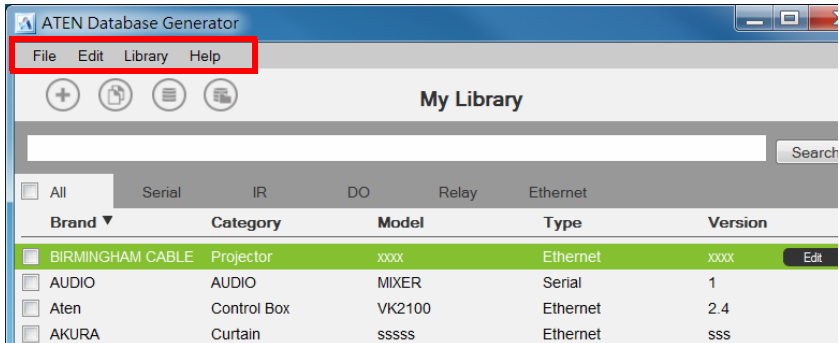 ATEN Database Generator
File Edit Library Help
My Library
Search
All Serial IR DO Relay Ethernet
Brand ▼ Category Model Type Version
BIRMINGHAM CABLE Projector xxxx Ethernet xxxx Edit
AUDIO AUDIO MIXER Serial 1
Aten Control Box VK2100 Ethernet 2.4
AKURA Curtain sssss Ethernet sss